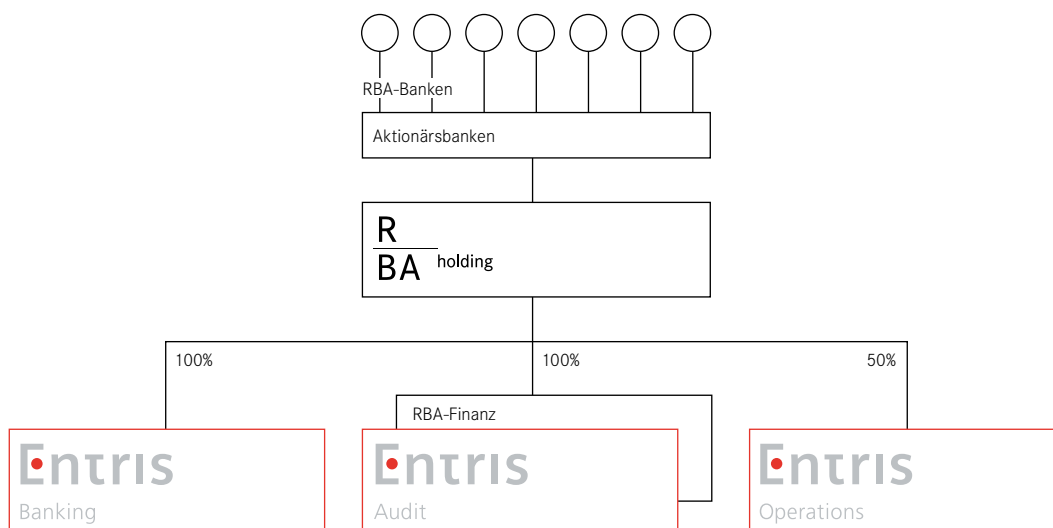 RBA-Banken
Aktionärsbanken
R
BA holding
100%
100%
50%
RBA-Finanz
Entris
Banking
Entris
Audit
Entris
Operations